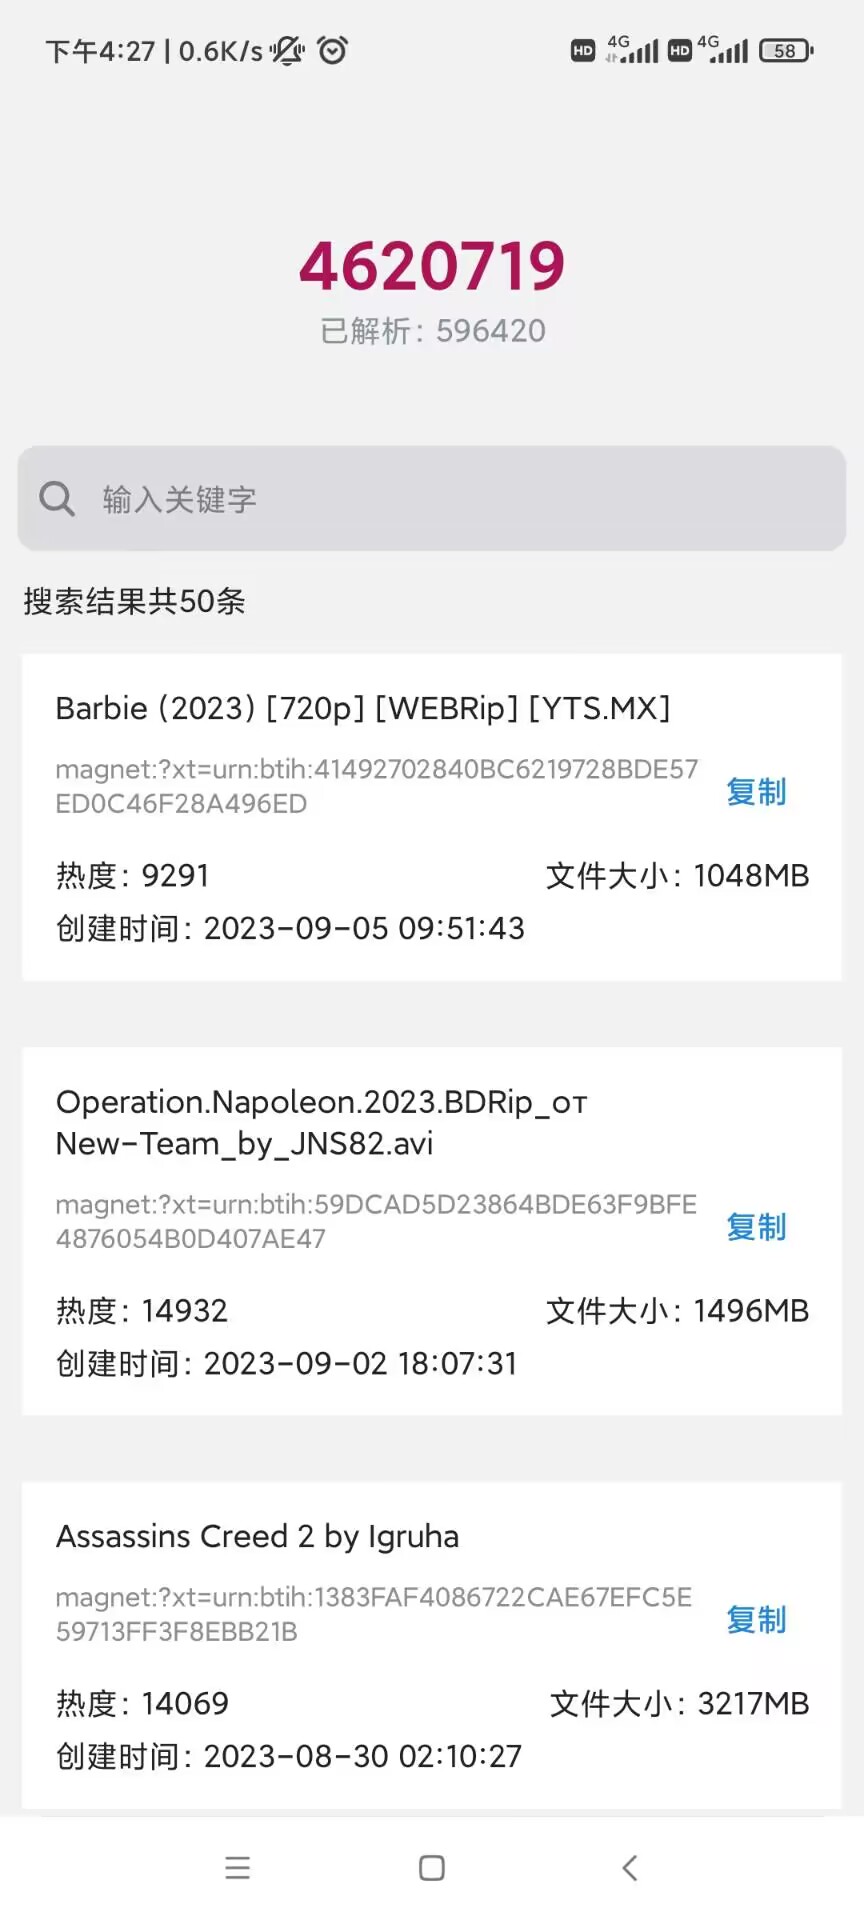 下午4:27 | 0.6K/s HD 4G HD 4G 58
4620719
已解析: 596420
输入关键字
搜索结果共50条
Barbie (2023) [720p] [WEBRip] [YTS.MX]
magnet:?xt=urn:btih:41492702840BC6219728BDE57
ED0C46F28A496ED
复制
热度: 9291 文件大小: 1048MB
创建时间: 2023-09-05 09:51:43
Operation.Napoleon.2023.BDRip_от
New-Team_by_JNS82.avi
magnet:?xt=urn:btih:59DCAD5D23864BDE63F9BFE
4876054B0D407AE47
复制
热度: 14932 文件大小: 1496MB
创建时间: 2023-09-02 18:07:31
Assassins Creed 2 by Igruha
magnet:?xt=urn:btih:1383FAF4086722CAE67EFC5E
59713FF3F8EBB21B
复制
热度: 14069 文件大小: 3217MB
创建时间: 2023-08-30 02:10:27